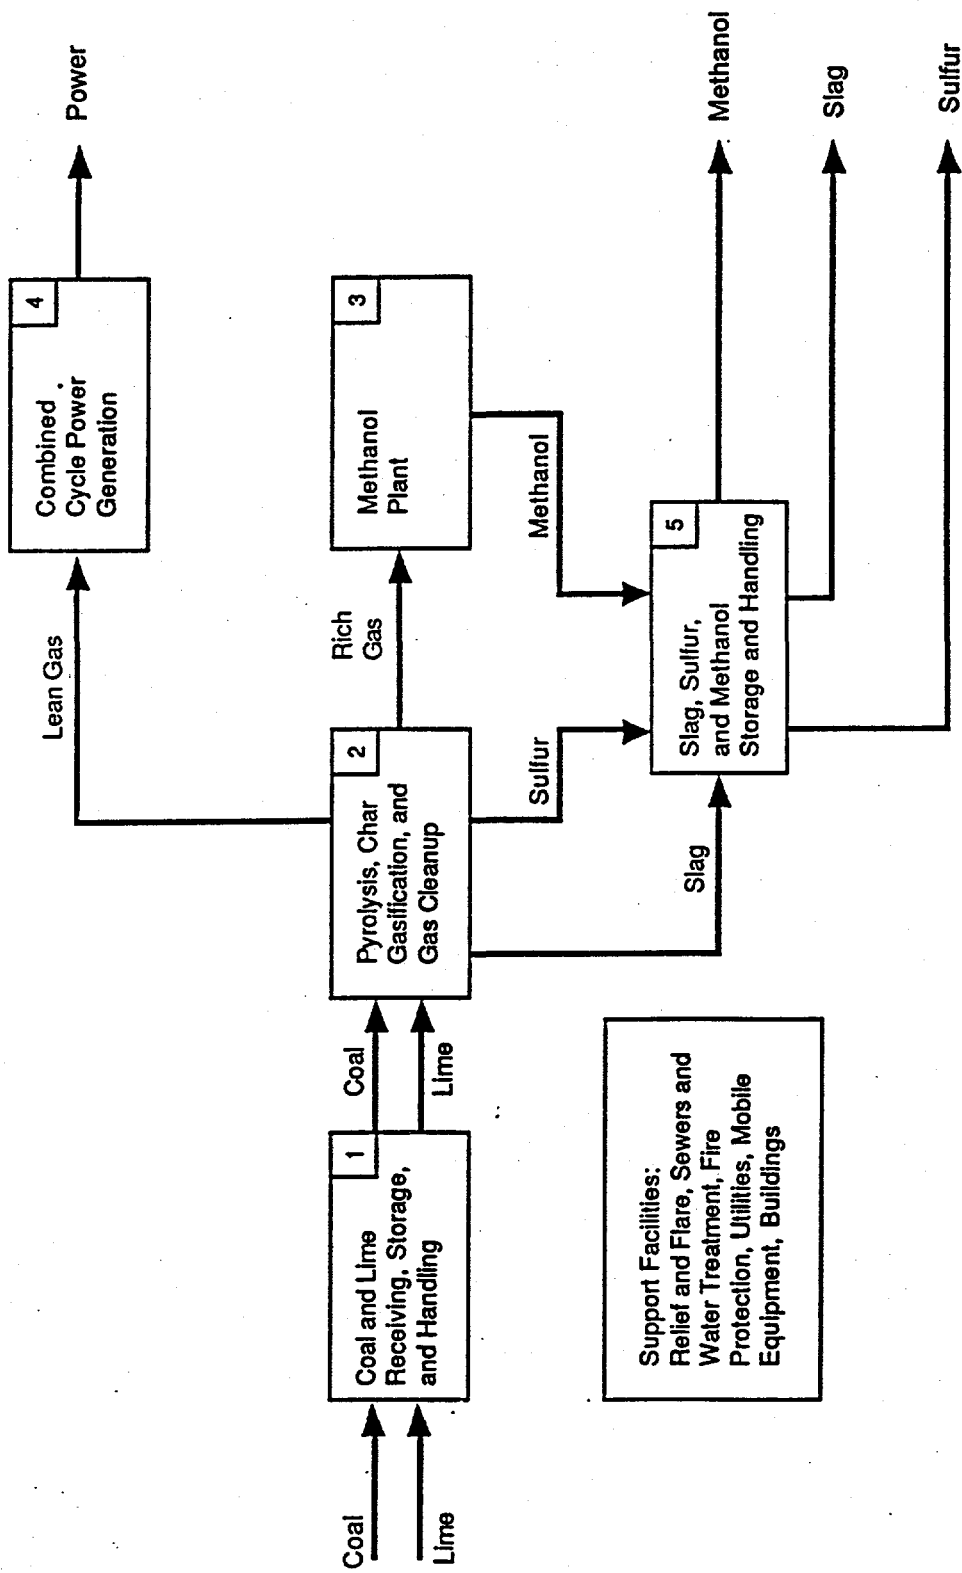 Coal
Lime
1
Coal and Lime
Receiving, Storage,
and Handling
Coal
Lime
2
Pyrolysis, Char
Gasification, and
Gas Cleanup
Lean Gas
4
Combined
Cycle Power
Generation
Power
Rich
Gas
3
Methanol
Plant
Methanol
Sulfur
Slag
5
Slag, Sulfur,
and Methanol
Storage and Handling
Methanol
Slag
Sulfur
Support Facilities:
Relief and Flare, Sewers and
Water Treatment, Fire
Protection, Utilities, Mobile
Equipment, Buildings